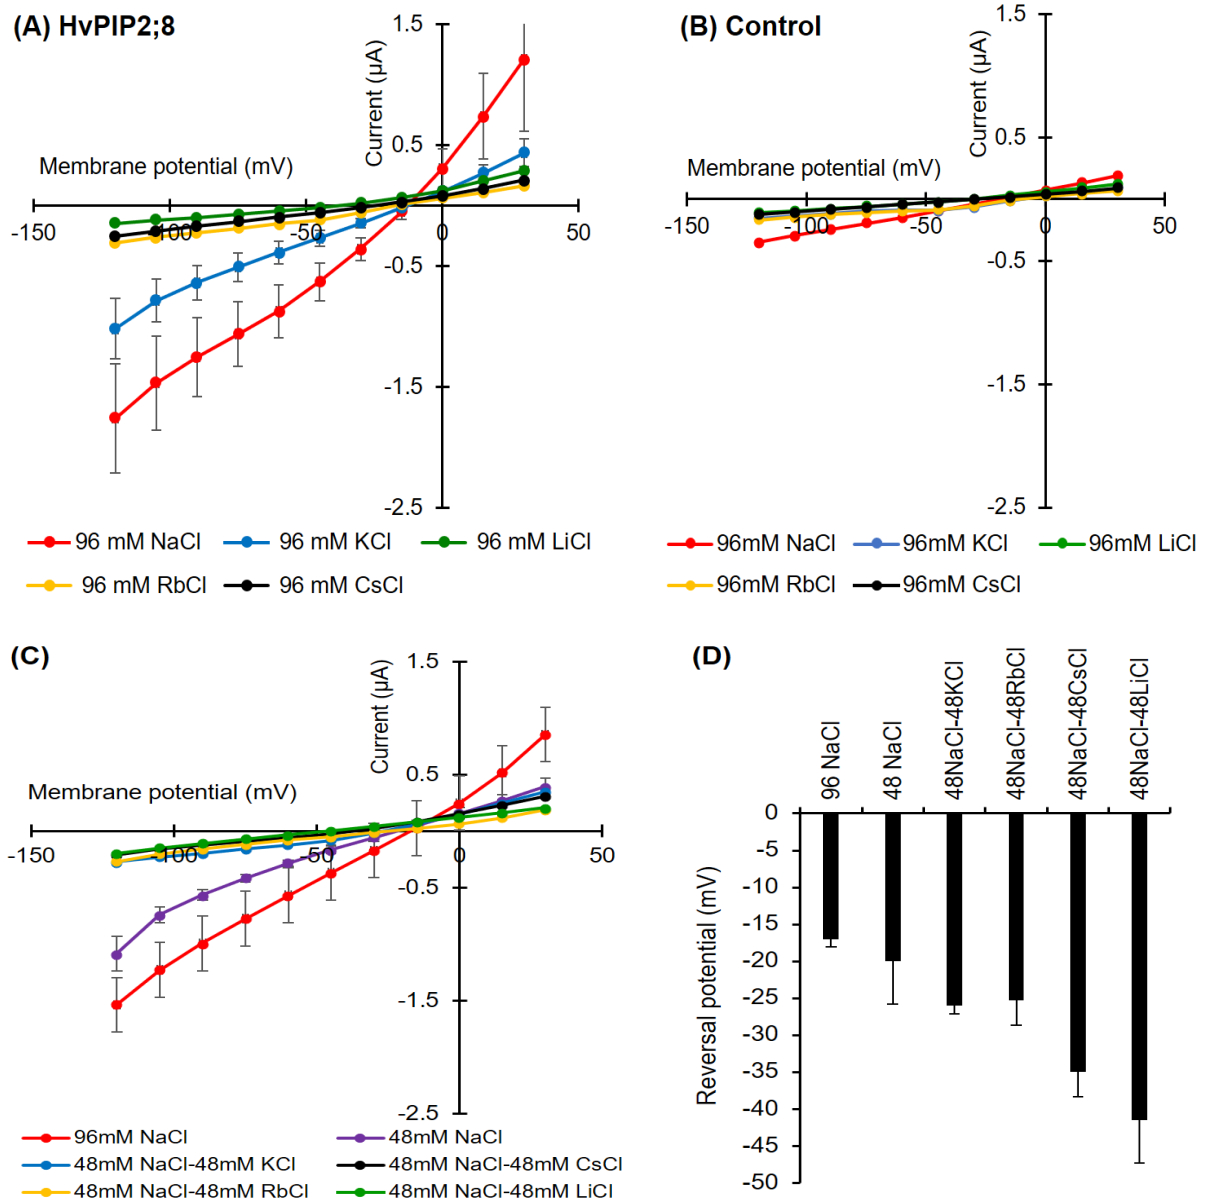 (A) HvPIP2;8
1.5
0.5
-0.5
-1.5
-2.5
Current (µA)
Membrane potential (mV)
-150
-100
-50
0
50
96 mM NaCl
96 mM KCl
96 mM LiCl
96 mM RbCl
96 mM CsCl
(B) Control
1.5
0.5
-0.5
-1.5
-2.5
Current (µA)
Membrane potential (mV)
-150
-100
-50
0
50
96mM NaCl
96mM KCl
96mM LiCl
96mM RbCl
96mM CsCl
(C)
1.5
0.5
-0.5
-1.5
-2.5
Current (µA)
Membrane potential (mV)
-150
-100
-50
0
50
96mM NaCl
48mM NaCl
48mM NaCl-48mM KCl
48mM NaCl-48mM CsCl
48mM NaCl-48mM RbCl
48mM NaCl-48mM LiCl
(D)
96 NaCl
48 NaCl
48NaCl-48KCl
48NaCl-48RbCl
48NaCl-48CsCl
48NaCl-48LiCl
Reversal potential (mV)
-0
-5
-10
-15
-20
-25
-30
-35
-40
-45
-50